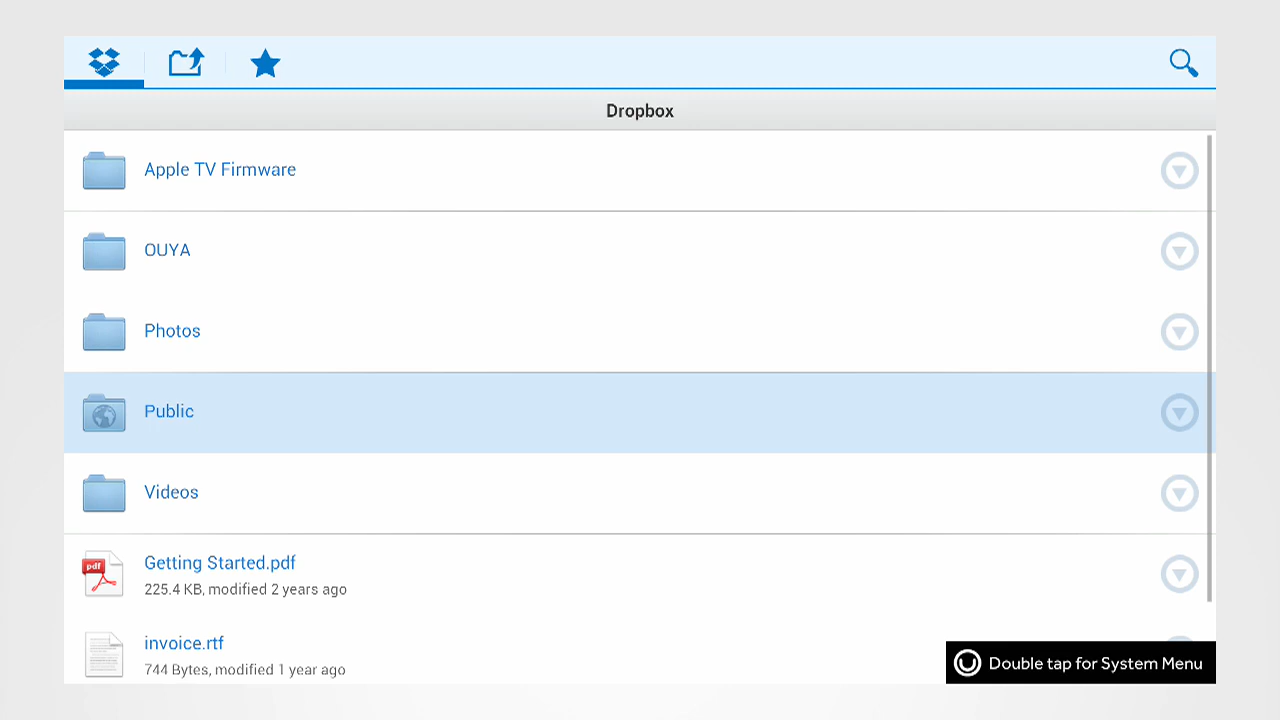 Dropbox
Apple TV Firmware
OUYA
Photos
Public
Videos
pdf
Getting Started.pdf
225.4 KB, modified 2 years ago
invoice.rtf
744 Bytes, modified 1 year ago
Double tap for System Menu